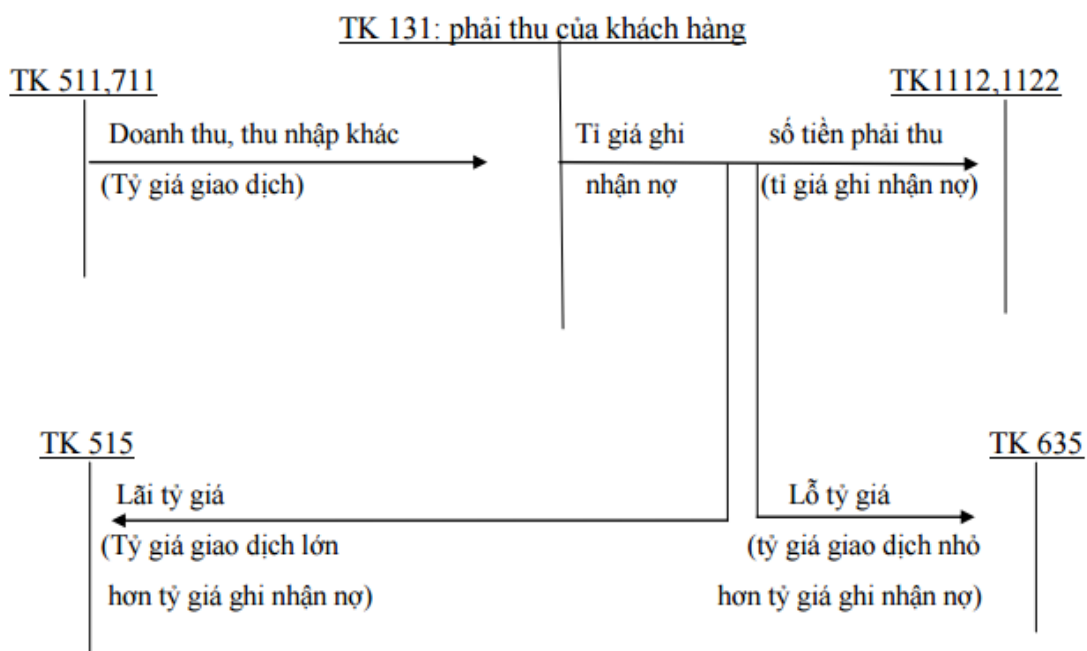 TK 131: phải thu của khách hàng
TK 511,711
TK1112,1122
Doanh thu, thu nhập khác
(Tỷ giá giao dịch)
Tỉ giá ghi
nhận nợ
số tiền phải thu
(tỉ giá ghi nhận nợ)
TK 515
TK 635
Lãi tỷ giá
(Tỷ giá giao dịch lớn
hơn tỷ giá ghi nhận nợ)
Lỗ tỷ giá
(tỷ giá giao dịch nhỏ
hơn tỷ giá ghi nhận nợ)